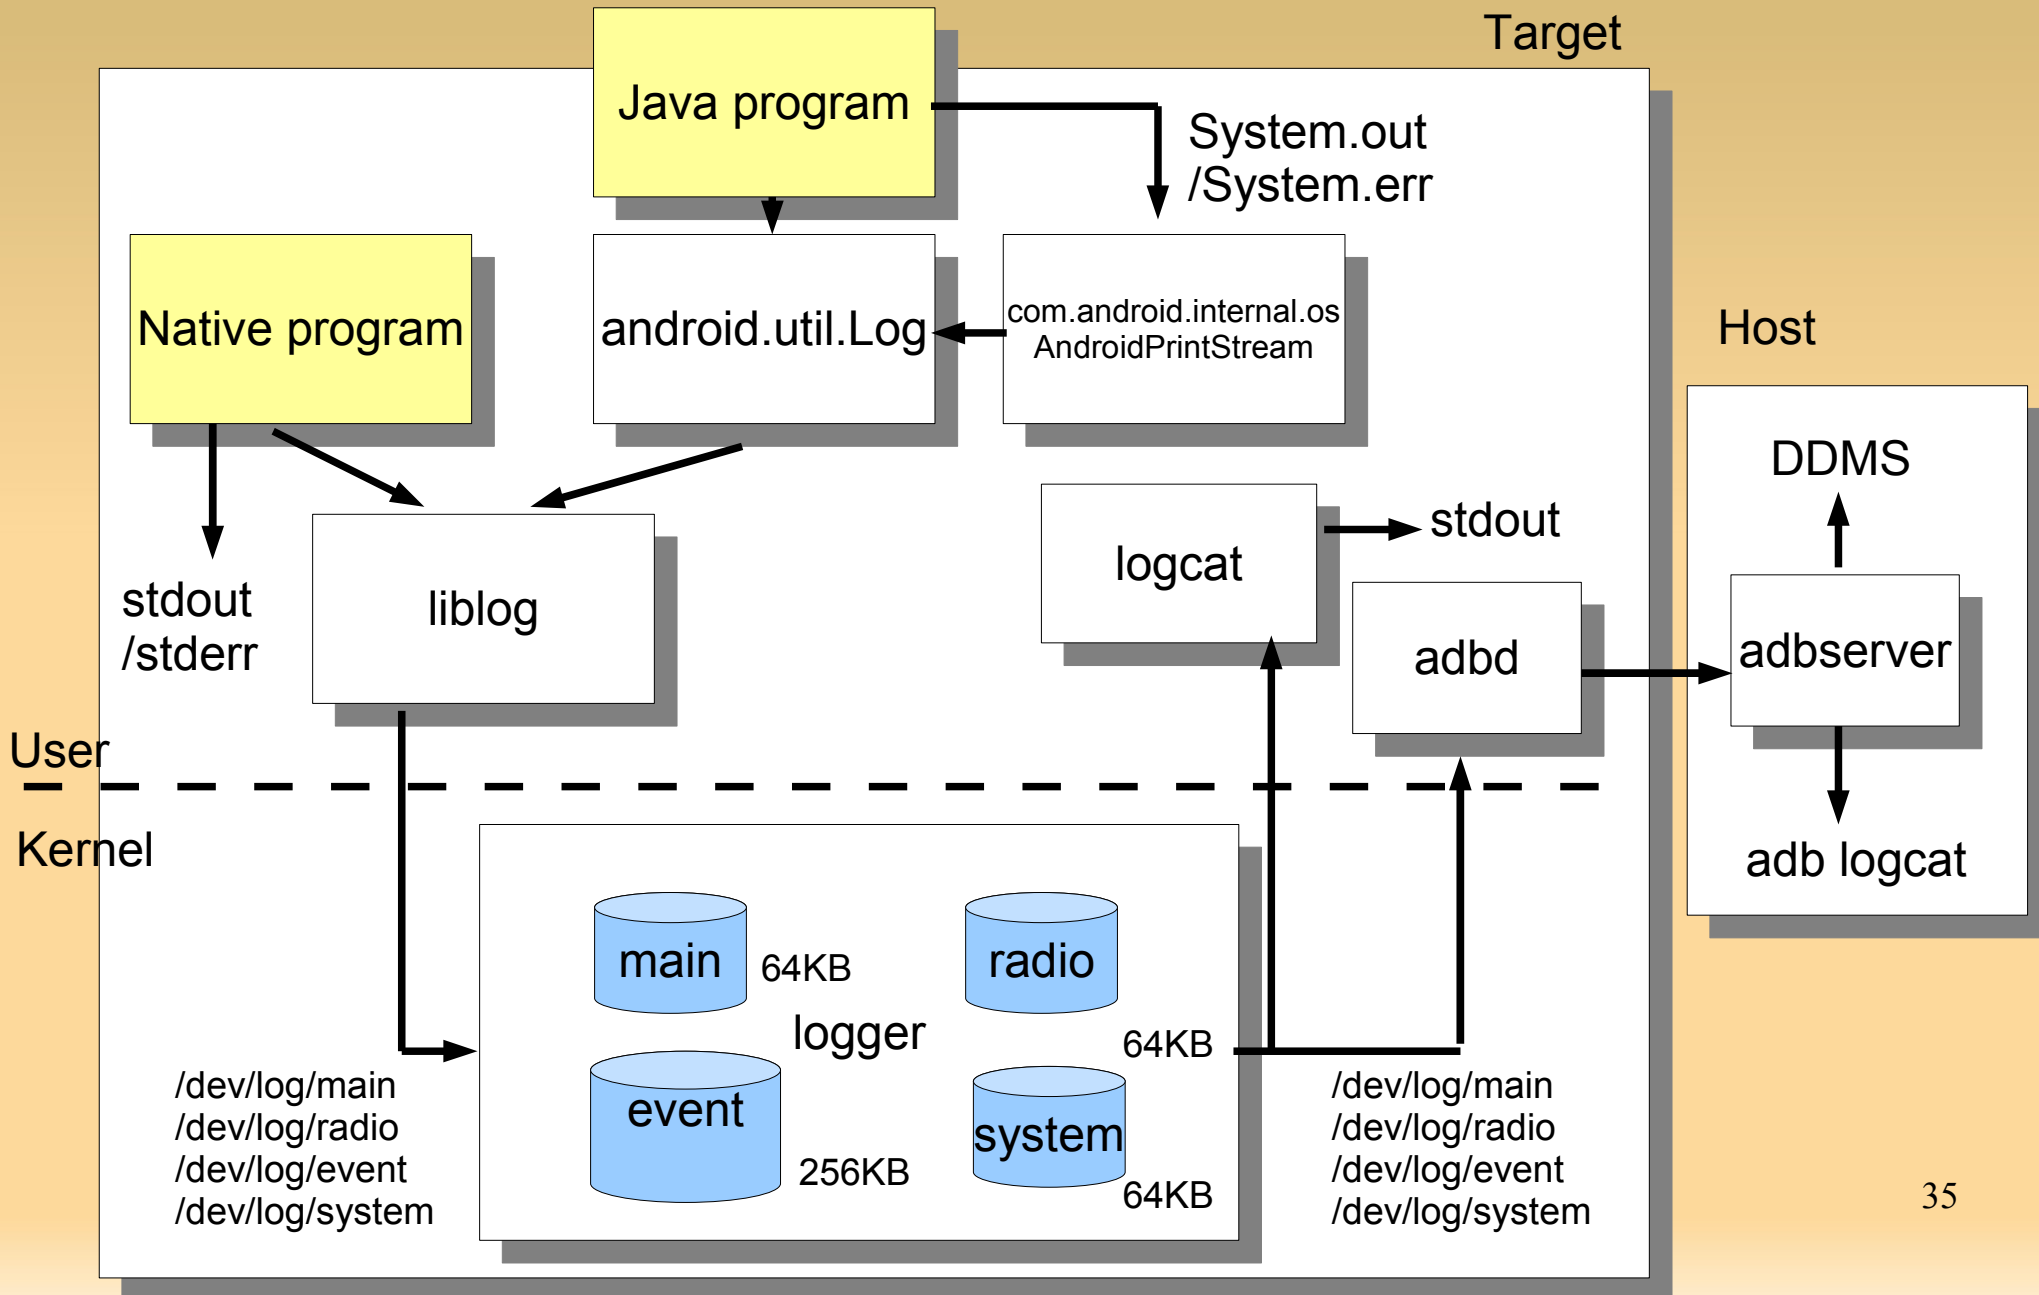 Target
Java program
System.out
/System.err
Native program
android.util.Log
com.android.internal.os
AndroidPrintStream
Host
DDMS
logcat
stdout
stdout
/stderr
liblog
adbd
adbserver
User
Kernel
adb logcat
main
64KB
radio
64KB
logger
event
256KB
system
64KB
/dev/log/main
/dev/log/radio
/dev/log/event
/dev/log/system
/dev/log/main
/dev/log/radio
/dev/log/event
/dev/log/system
35